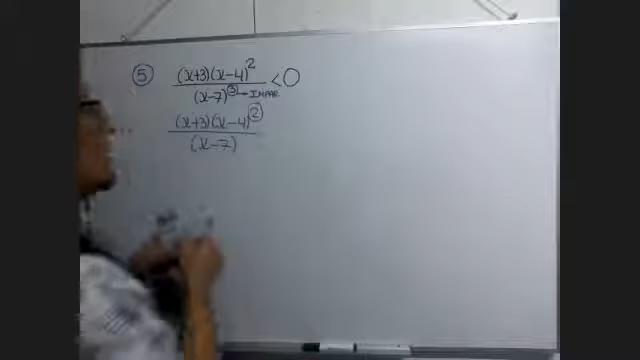 ⑤ (x+3)(x-4)² / (x-7)③ → IMPAR < 0
(x+3)(x-4)② / (x-7)